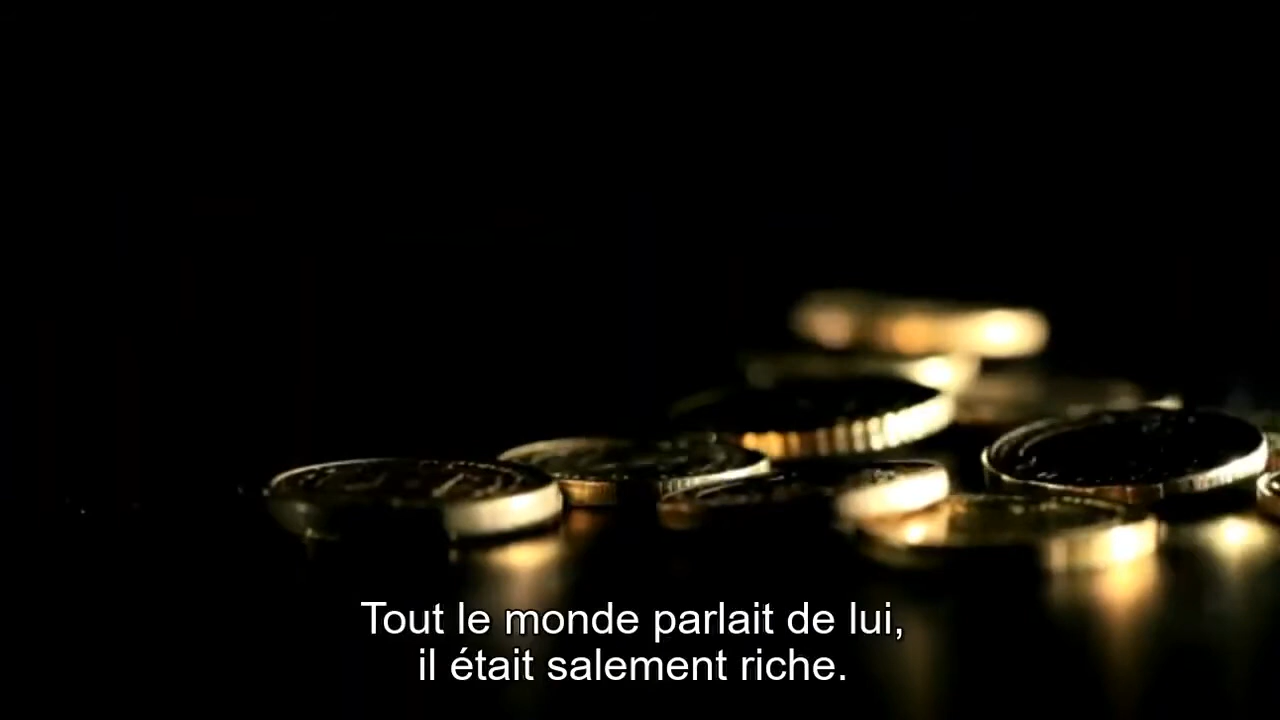 Tout le monde parlait de lui,
il était salement riche.